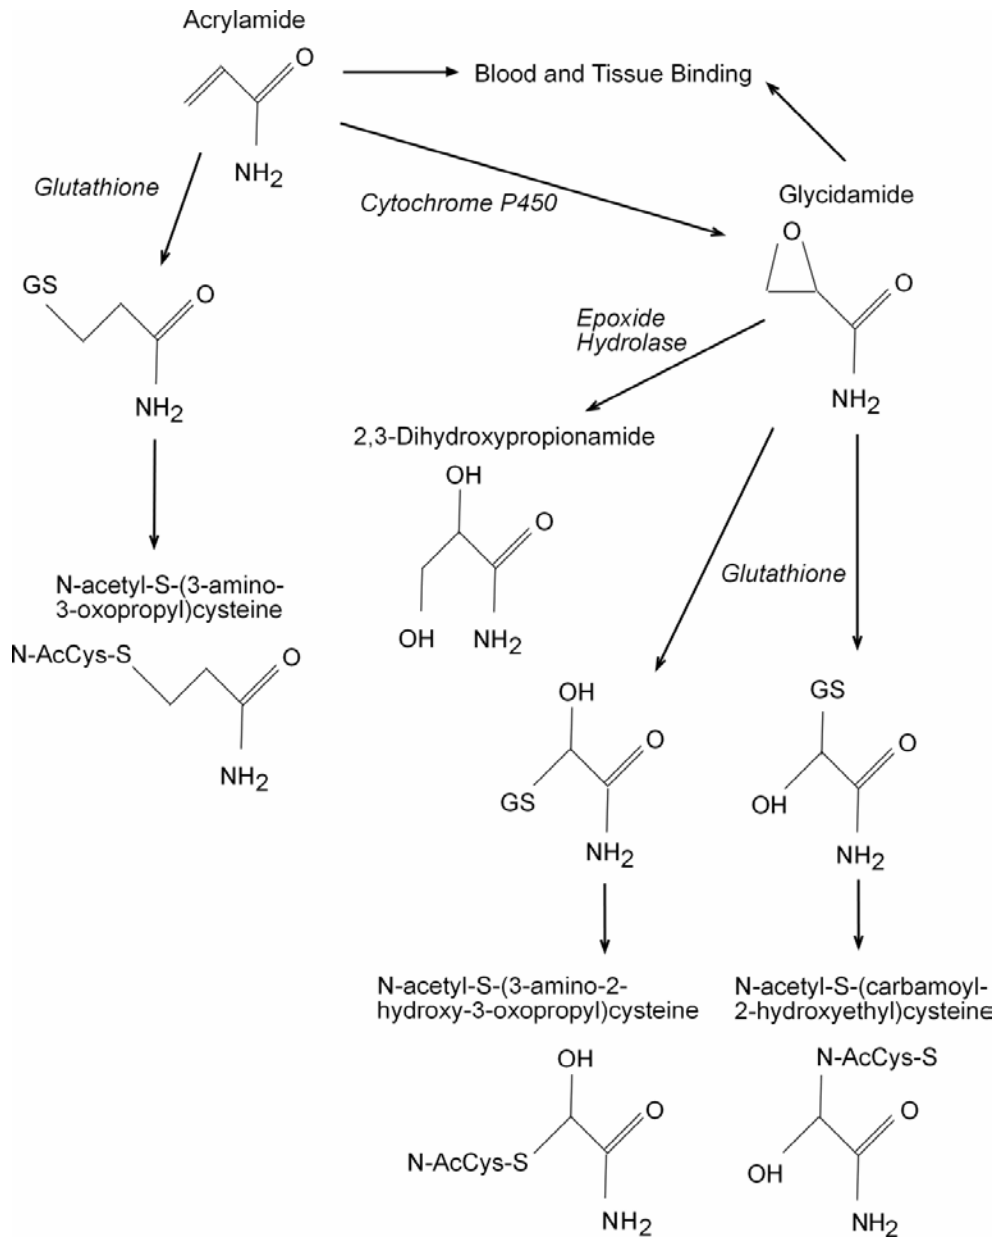 Acrylamide
O
NH2
Blood and Tissue Binding
Glutathione
Cytochrome P450
Glycidamide
O
O
NH2
GS
O
NH2
Epoxide
Hydrolase
2,3-Dihydroxypropionamide
OH
O
OH
NH2
Glutathione
N-acetyl-S-(3-amino-
3-oxopropyl)cysteine
N-AcCys-S
O
NH2
OH
O
GS
NH2
GS
O
OH
NH2
N-acetyl-S-(3-amino-2-
hydroxy-3-oxopropyl)cysteine
OH
O
N-AcCys-S
NH2
N-acetyl-S-(carbamoyl-
2-hydroxyethyl)cysteine
N-AcCys-S
O
OH
NH2